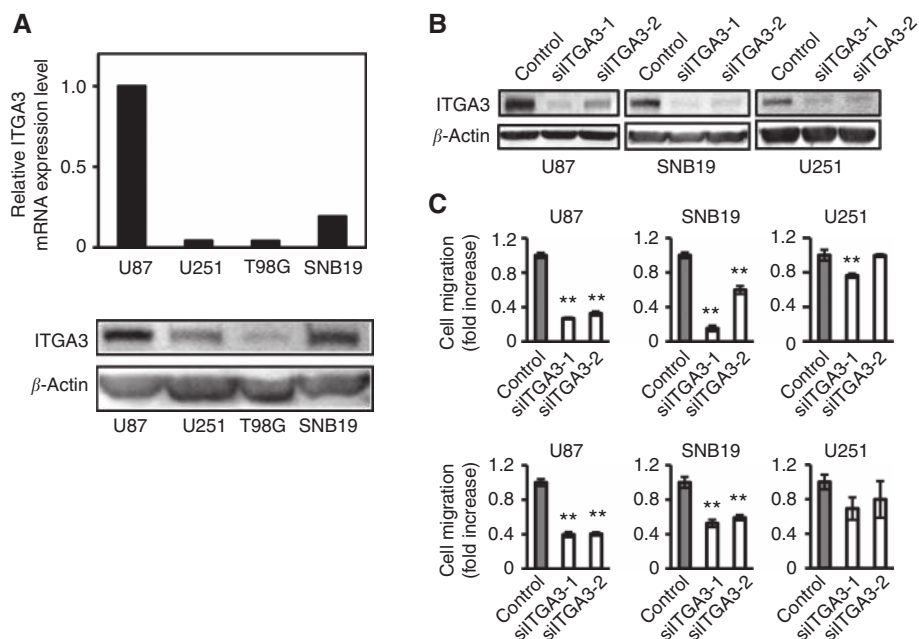 A
Relative ITGA3
mRNA expression level
1.0
0.5
0
U87 U251 T98G SNB19
ITGA3
β-Actin
U87 U251 T98G SNB19
B
Control siITGA3-1 siITGA3-2 Control siITGA3-1 siITGA3-2 Control siITGA3-1 siITGA3-2
ITGA3
β-Actin
U87 SNB19 U251
C
U87
Cell migration
(fold increase)
1.2
0.8
0.4
0
** **
Control siITGA3-1 siITGA3-2
SNB19
1.2
0.8
0.4
0
** **
Control siITGA3-1 siITGA3-2
U251
1.2
0.8
0.4
0
**
Control siITGA3-1 siITGA3-2
U87
Cell migration
(fold increase)
1.2
0.8
0.4
0
** **
Control siITGA3-1 siITGA3-2
SNB19
1.2
0.8
0.4
0
** **
Control siITGA3-1 siITGA3-2
U251
1.2
0.8
0.4
0
Control siITGA3-1 siITGA3-2